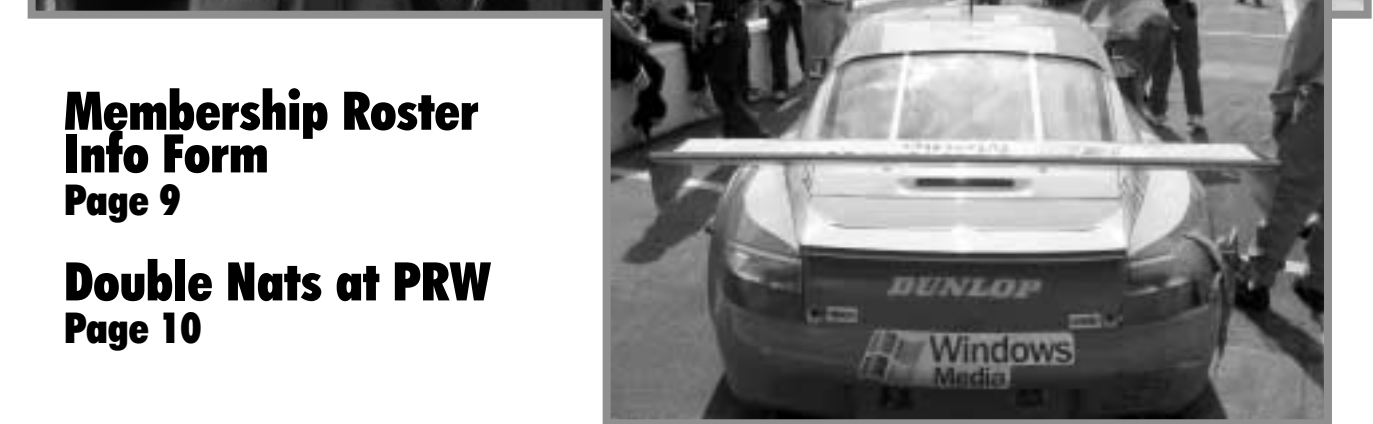 Membership Roster
Info Form
Page 9
Double Nats at PRW
Page 10
DUNLOP
Windows
Media